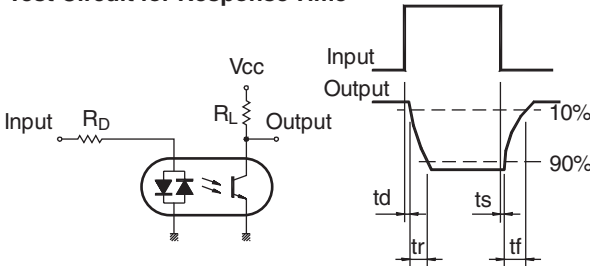 Test Circuit for Response Time
Input
Output
10%
90%
td
ts
tr
tf
Vcc
RL
Output
Input
RD